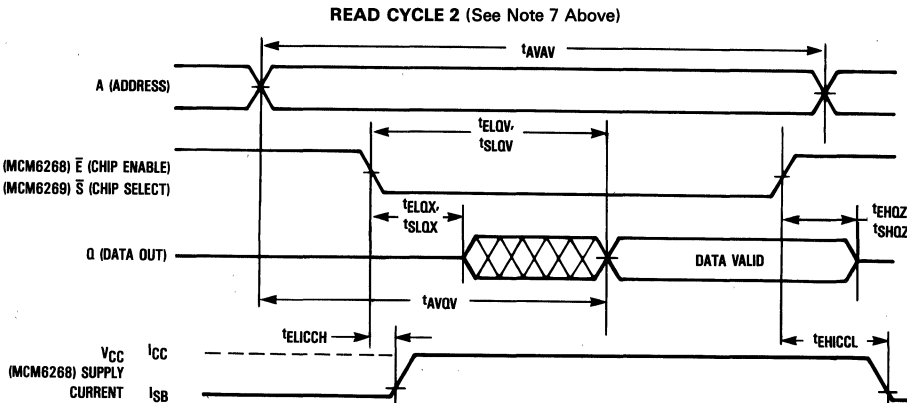 READ CYCLE 2 (See Note 7 Above)
tAVAV
A (ADDRESS)
tELQV,
tSLQV
(MCM6268) E̅ (CHIP ENABLE)
(MCM6269) S̅ (CHIP SELECT)
tELQX,
tSLQX
tEHQZ
tSHQZ
Q (DATA OUT)
DATA VALID
tAVQV
tELICCH
tEHICCL
VCC ICC
(MCM6268) SUPPLY
CURRENT ISB